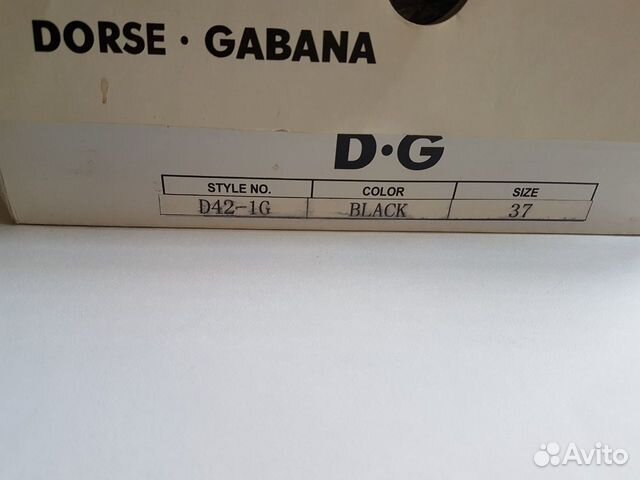 DORSE · GABANA
D·G
STYLE NO. COLOR SIZE
D42-1G BLACK 37
Avito